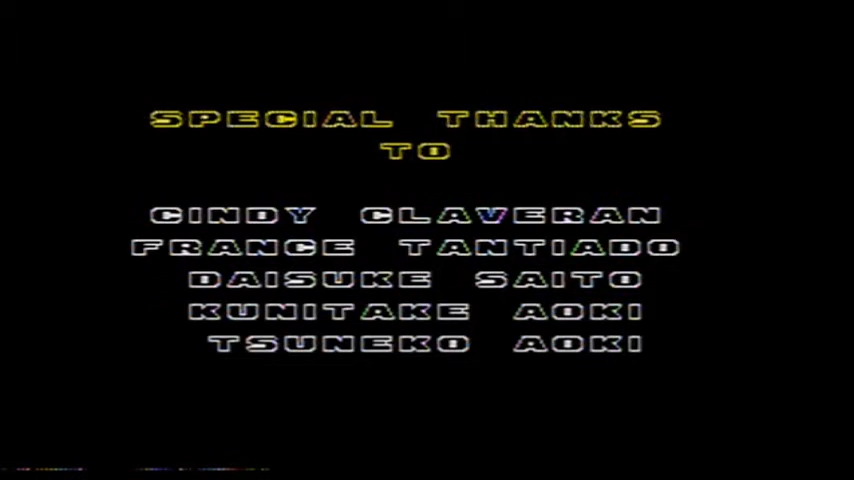 SPECIAL THANKS
TO
CINDY CLAVERAN
FRANCE TANTIADO
DAISUKE SAITO
KUNITAKE AOKI
TSUNEKO AOKI